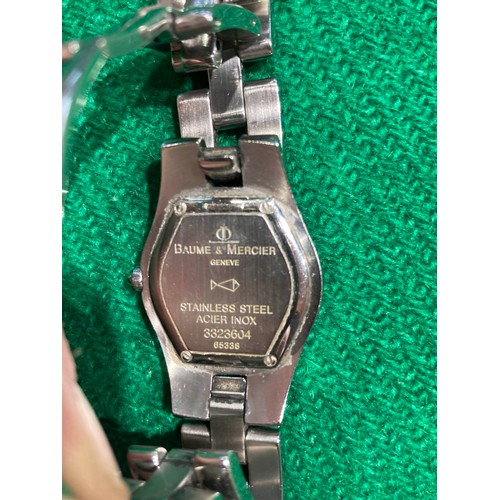 BAUME & MERCIER
GENEVE
STAINLESS STEEL
ACIER INOX
3323604
65336